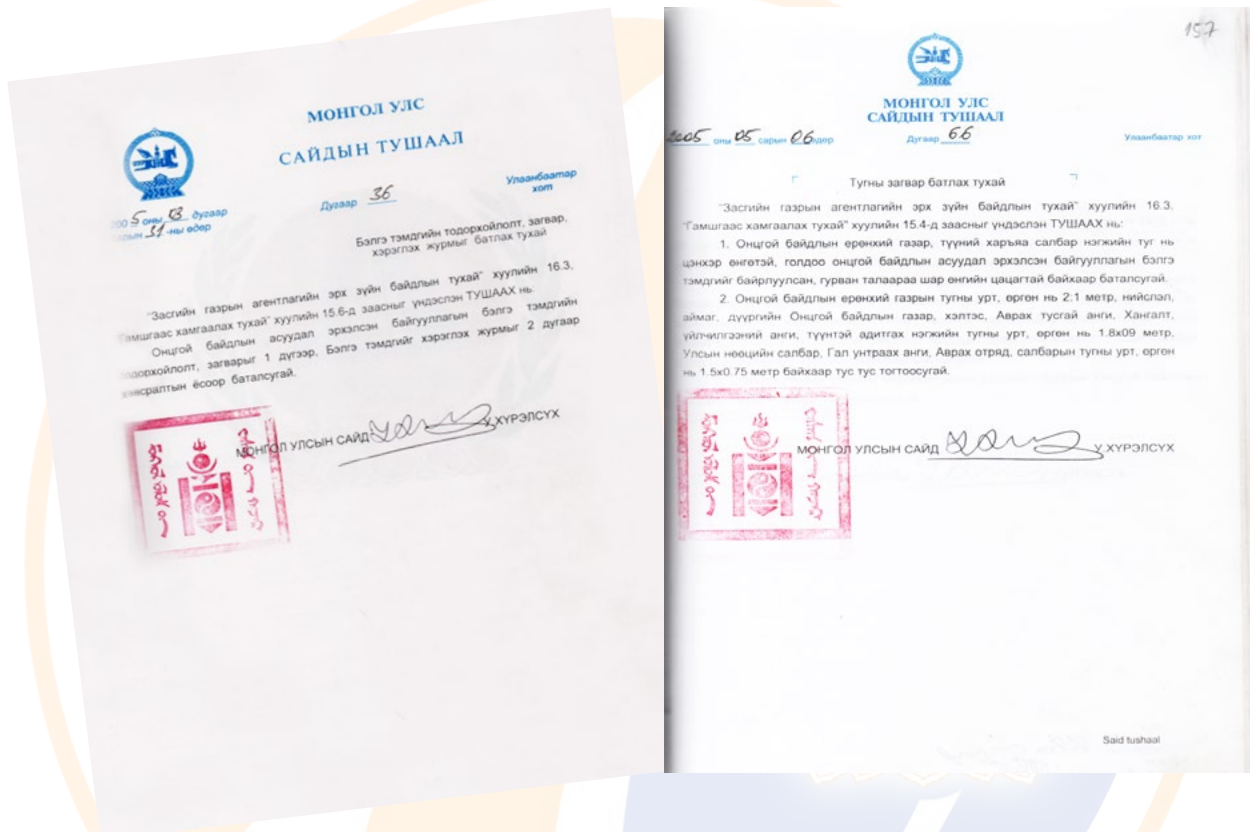 МОНГОЛ УЛС
САЙДЫН ТУШААЛ
2005 оны 03 дугаар
сарын 31-ны өдөр
Дугаар 36
Улаанбаатар
хот
Бэлгэ тэмдгийн тодорхойлолт, загвар,
хэрэглэх журмыг батлах тухай
"Засгийн газрын агентлагийн эрх зүйн байдлын тухай" хуулийн 16.3,
"Гамшгаас хамгаалах тухай" хуулийн 15.6-д заасныг үндэслэн ТУШААХ нь:
Онцгой байдлын асуудал эрхэлсэн байгууллагын бэлгэ тэмдгийн
тодорхойлолт, загварыг 1 дүгээр, Бэлгэ тэмдгийг хэрэглэх журмыг 2 дугаар
хавсралтын ёсоор баталсугай.
МОНГОЛ УЛСЫН САЙД У.ХҮРЭЛСҮХ
157
МОНГОЛ УЛС
САЙДЫН ТУШААЛ
2005 оны 05 сарын 06 өдөр
Дугаар 66
Улаанбаатар хот
Тугны загвар батлах тухай
"Засгийн газрын агентлагийн эрх зүйн байдлын тухай" хуулийн 16.3.
"Гамшгаас хамгаалах тухай" хуулийн 15.4-д заасныг үндэслэн ТУШААХ нь:
1. Онцгой байдлын ерөнхий газар, түүний харъяа салбар нэгжийн туг нь
цэнхэр өнгөтэй, голдоо онцгой байдлын асуудал эрхэлсэн байгууллагын бэлгэ
тэмдгийг байрлуулсан, гурван талаараа шар өнгийн цацагтай байхаар баталсугай.
2. Онцгой байдлын ерөнхий газрын тугны урт, өргөн нь 2:1 метр, нийслэл,
аймаг, дүүргийн Онцгой байдлын газар, хэлтэс, Аврах тусгай анги, Хангалт,
үйлчилгээний анги, түүнтэй адитгах нэгжийн тугны урт, өргөн нь 1.8х09 метр,
Улсын нөөцийн салбар, Гал унтраах анги, Аврах отряд, салбарын тугны урт, өргөн
нь 1.5х0.75 метр байхаар тус тус тогтоосугай.
МОНГОЛ УЛСЫН САЙД У.ХҮРЭЛСҮХ
Said tushaal